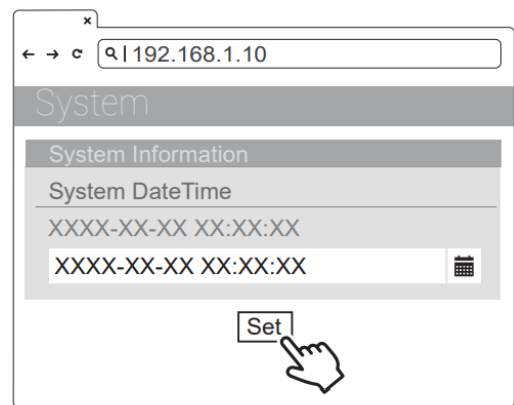 192.168.1.10
System
System Information
System DateTime
XXXX-XX-XX XX:XX:XX
XXXX-XX-XX XX:XX:XX
Set